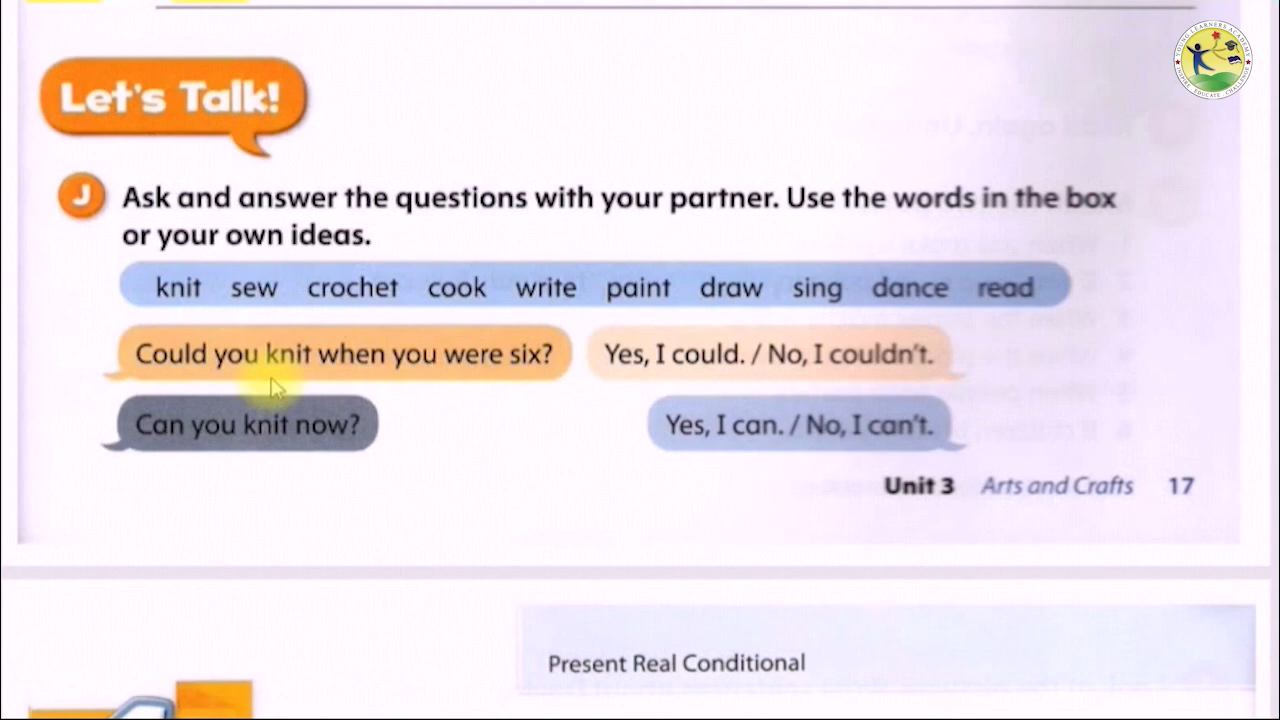 Let's Talk!
J
Ask and answer the questions with your partner. Use the words in the box
or your own ideas.
knit sew crochet cook write paint draw sing dance read
Could you knit when you were six?
Yes, I could. / No, I couldn't.
Can you knit now?
Yes, I can. / No, I can't.
Unit 3 Arts and Crafts 17
Present Real Conditional